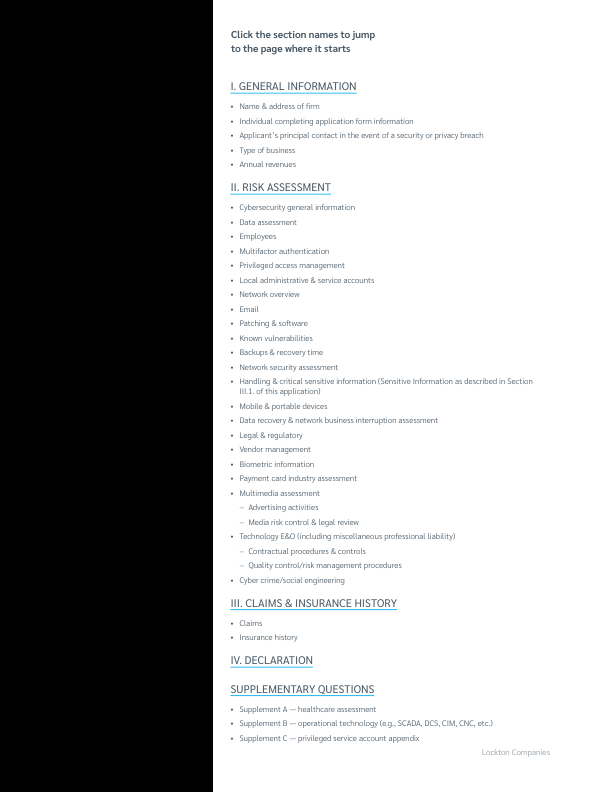 Click the section names to jump
to the page where it starts
I. GENERAL INFORMATION
• Name & address of firm
• Individual completing application form information
• Applicant's principal contact in the event of a security or privacy breach
• Type of business
• Annual revenues
II. RISK ASSESSMENT
• Cybersecurity general information
• Data assessment
• Employees
• Multifactor authentication
• Privileged access management
• Local administrative & service accounts
• Network overview
• Email
• Patching & software
• Known vulnerabilities
• Backups & recovery time
• Network security assessment
• Handling & critical sensitive information (Sensitive Information as described in Section
III.1. of this application)
• Mobile & portable devices
• Data recovery & network business interruption assessment
• Legal & regulatory
• Vendor management
• Biometric information
• Payment card industry assessment
• Multimedia assessment
– Advertising activities
– Media risk control & legal review
• Technology E&O (including miscellaneous professional liability)
– Contractual procedures & controls
– Quality control/risk management procedures
• Cyber crime/social engineering
III. CLAIMS & INSURANCE HISTORY
• Claims
• Insurance history
IV. DECLARATION
SUPPLEMENTARY QUESTIONS
• Supplement A — healthcare assessment
• Supplement B — operational technology (e.g., SCADA, DCS, CIM, CNC, etc.)
• Supplement C — privileged service account appendix
Lockton Companies